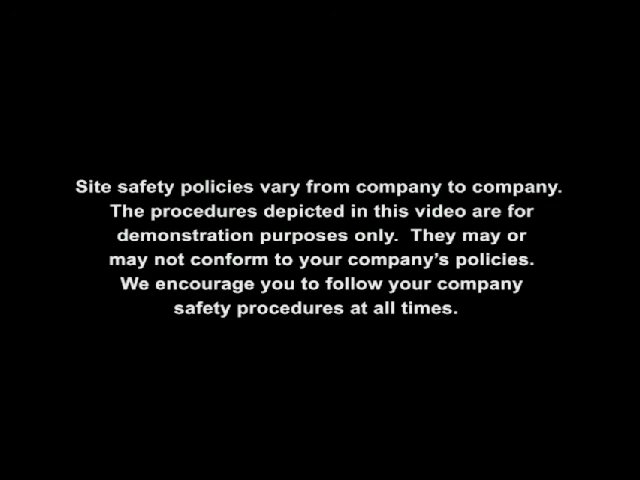 Site safety policies vary from company to company.
The procedures depicted in this video are for
demonstration purposes only.  They may or
may not conform to your company’s policies.
We encourage you to follow your company
safety procedures at all times.